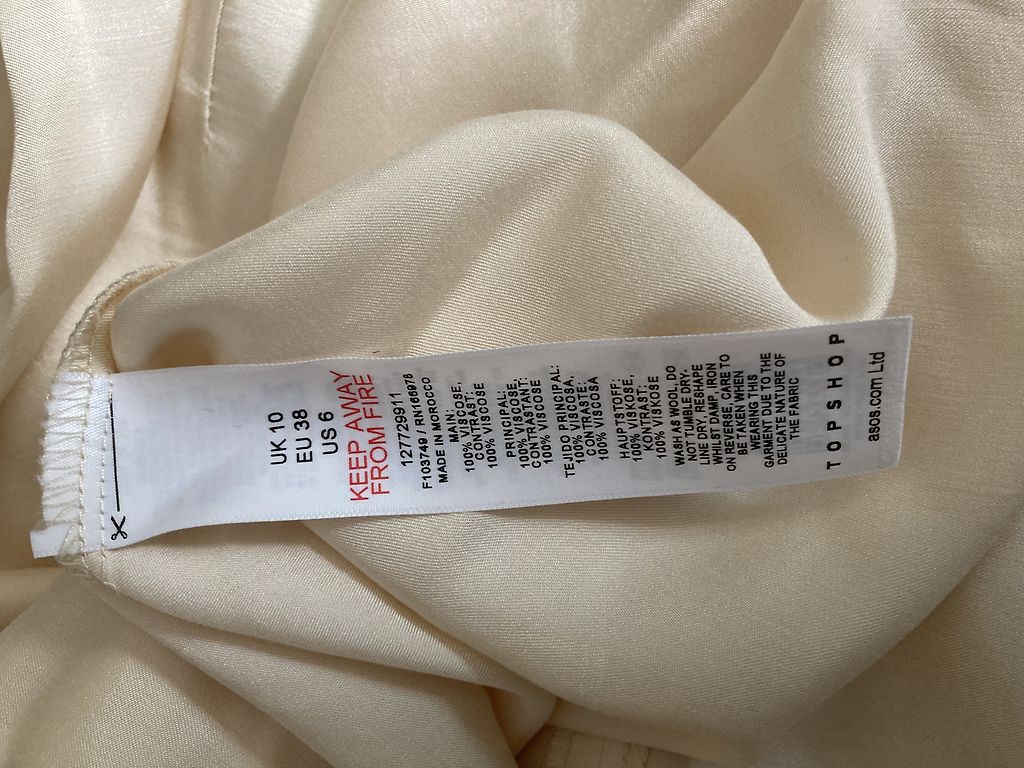 UK 10
EU 38
US 6
KEEP AWAY
FROM FIRE
127729911
F103749 / RN166978
MADE IN MOROCCO
MAIN:
100% VISCOSE,
CONTRAST:
100% VISCOSE
PRINCIPAL:
100% VISCOSE,
CONTRASTANT:
100% VISCOSE
TEJIDO PRINCIPAL:
100% VISCOSA,
CONTRASTE:
100% VISCOSA
HAUPTSTOFF:
100% VISKOSE,
KONTRAST:
100% VISKOSE
WASH AS WOOL, DO
NOT TUMBLE DRY-
LINE DRY, RESHAPE
WHILST DAMP, IRON
ON REVERSE, CARE TO
BE TAKEN WHEN
WEARING THIS
GARMENT DUE TO THE
DELICATE NATURE OF
THE FABRIC
TOPSHOP
asos.com Ltd